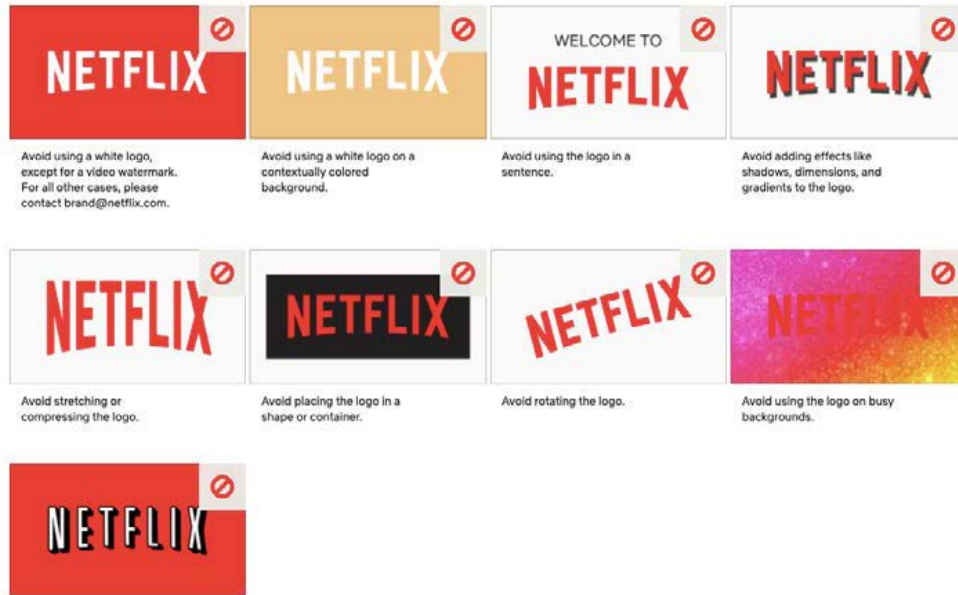 NETFLIX
Avoid using a white logo,
except for a video watermark.
For all other cases, please
contact brand@netflix.com.
NETFLIX
Avoid using a white logo on a
contextually colored
background.
WELCOME TO
NETFLIX
Avoid using the logo in a
sentence.
NETFLIX
Avoid adding effects like
shadows, dimensions, and
gradients to the logo.
NETFLIX
Avoid stretching or
compressing the logo.
NETFLIX
Avoid placing the logo in a
shape or container.
NETFLIX
Avoid rotating the logo.
NETFLIX
Avoid using the logo on busy
backgrounds.
NETFLIX